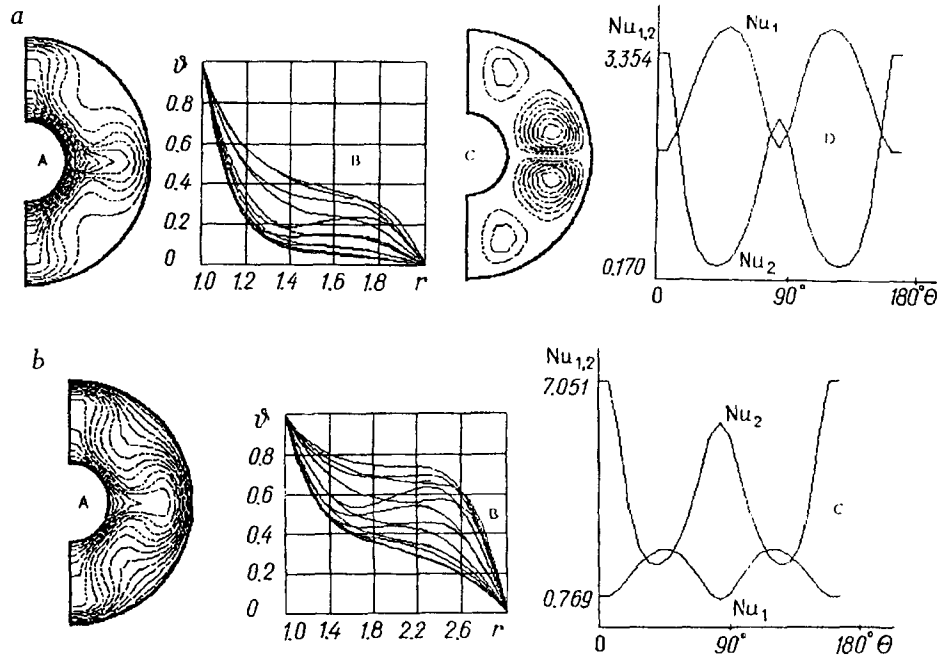 a
A
ϑ
0.8
0.6
0.4
0.2
0
1.0 1.2 1.4 1.6 1.8 r
B
C
Nu1,2
3.354
0.170
Nu1
Nu2
D
0 90° 180° Θ
b
A
ϑ
0.8
0.6
0.4
0.2
0
1.0 1.4 1.8 2.2 2.6 r
B
Nu1,2
7.051
0.769
Nu2
Nu1
C
0 90° 180° Θ